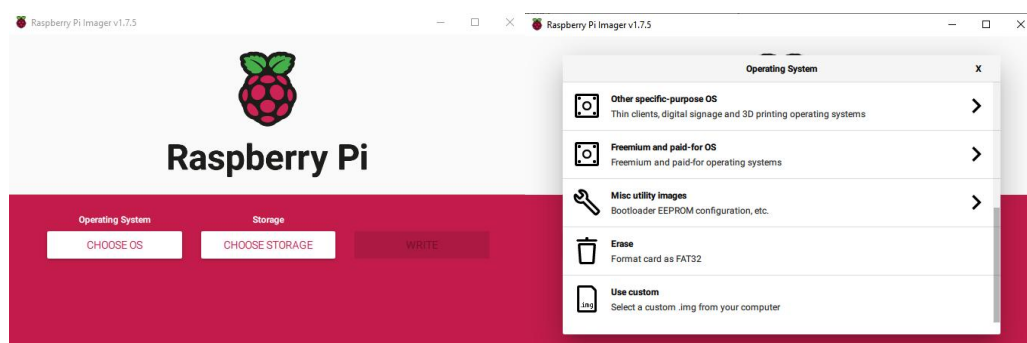 Raspberry Pi Imager v1.7.5
Raspberry Pi
Operating System
Storage
CHOOSE OS
CHOOSE STORAGE
WRITE
Raspberry Pi Imager v1.7.5
Operating System
X
Other specific-purpose OS
Thin clients, digital signage and 3D printing operating systems
Freemium and paid-for OS
Freemium and paid-for operating systems
Misc utility images
Bootloader EEPROM configuration, etc.
Erase
Format card as FAT32
.img
Use custom
Select a custom .img from your computer